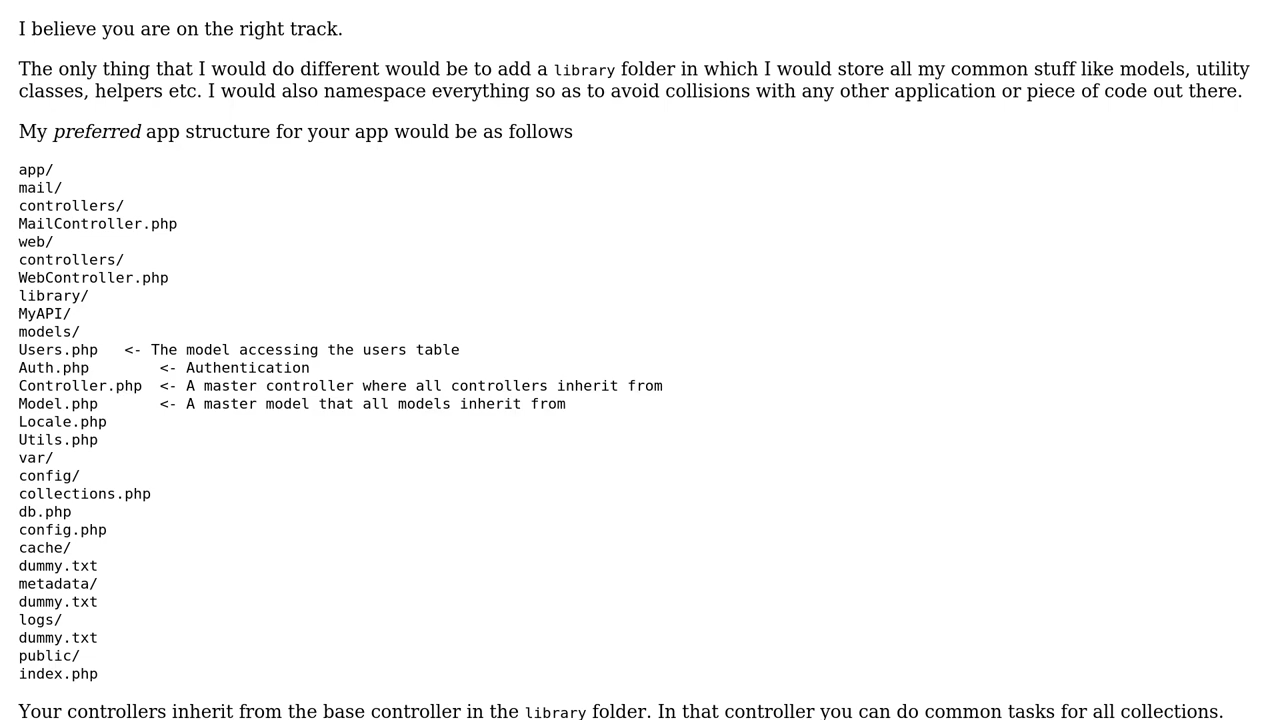 I believe you are on the right track.
The only thing that I would do different would be to add a library folder in which I would store all my common stuff like models, utility
classes, helpers etc. I would also namespace everything so as to avoid collisions with any other application or piece of code out there.
My preferred app structure for your app would be as follows
app/
mail/
controllers/
MailController.php
web/
controllers/
WebController.php
library/
MyAPI/
models/
Users.php   <- The model accessing the users table
Auth.php        <- Authentication
Controller.php  <- A master controller where all controllers inherit from
Model.php       <- A master model that all models inherit from
Locale.php
Utils.php
var/
config/
collections.php
db.php
config.php
cache/
dummy.txt
metadata/
dummy.txt
logs/
dummy.txt
public/
index.php
Your controllers inherit from the base controller in the library folder. In that controller you can do common tasks for all collections.